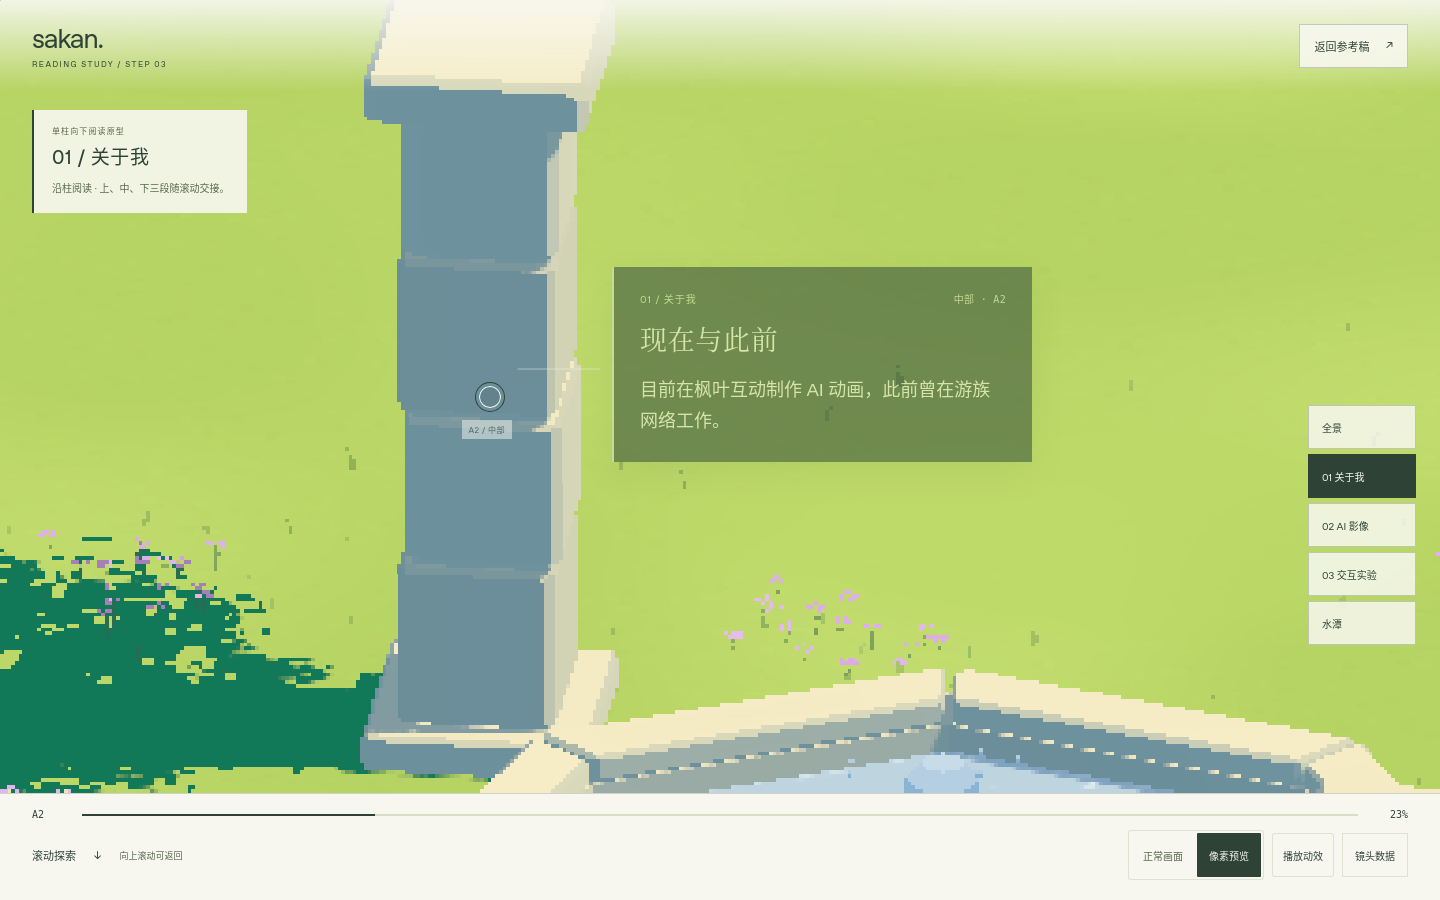 sakan.
READING STUDY / STEP 03
返回参考稿 ↗
单柱向下阅读原型
01 / 关于我
沿柱阅读 · 上、中、下三段随滚动交接。
01 / 关于我
中部 · A2
现在与此前
目前在枫叶互动制作 AI 动画，此前曾在游族
网络工作。
A2 / 中部
全景
01 关于我
02 AI 影像
03 交互实验
水潭
A2
23%
滚动探索 ↓ 向上滚动可返回
正常画面
像素预览
播放动效
镜头数据